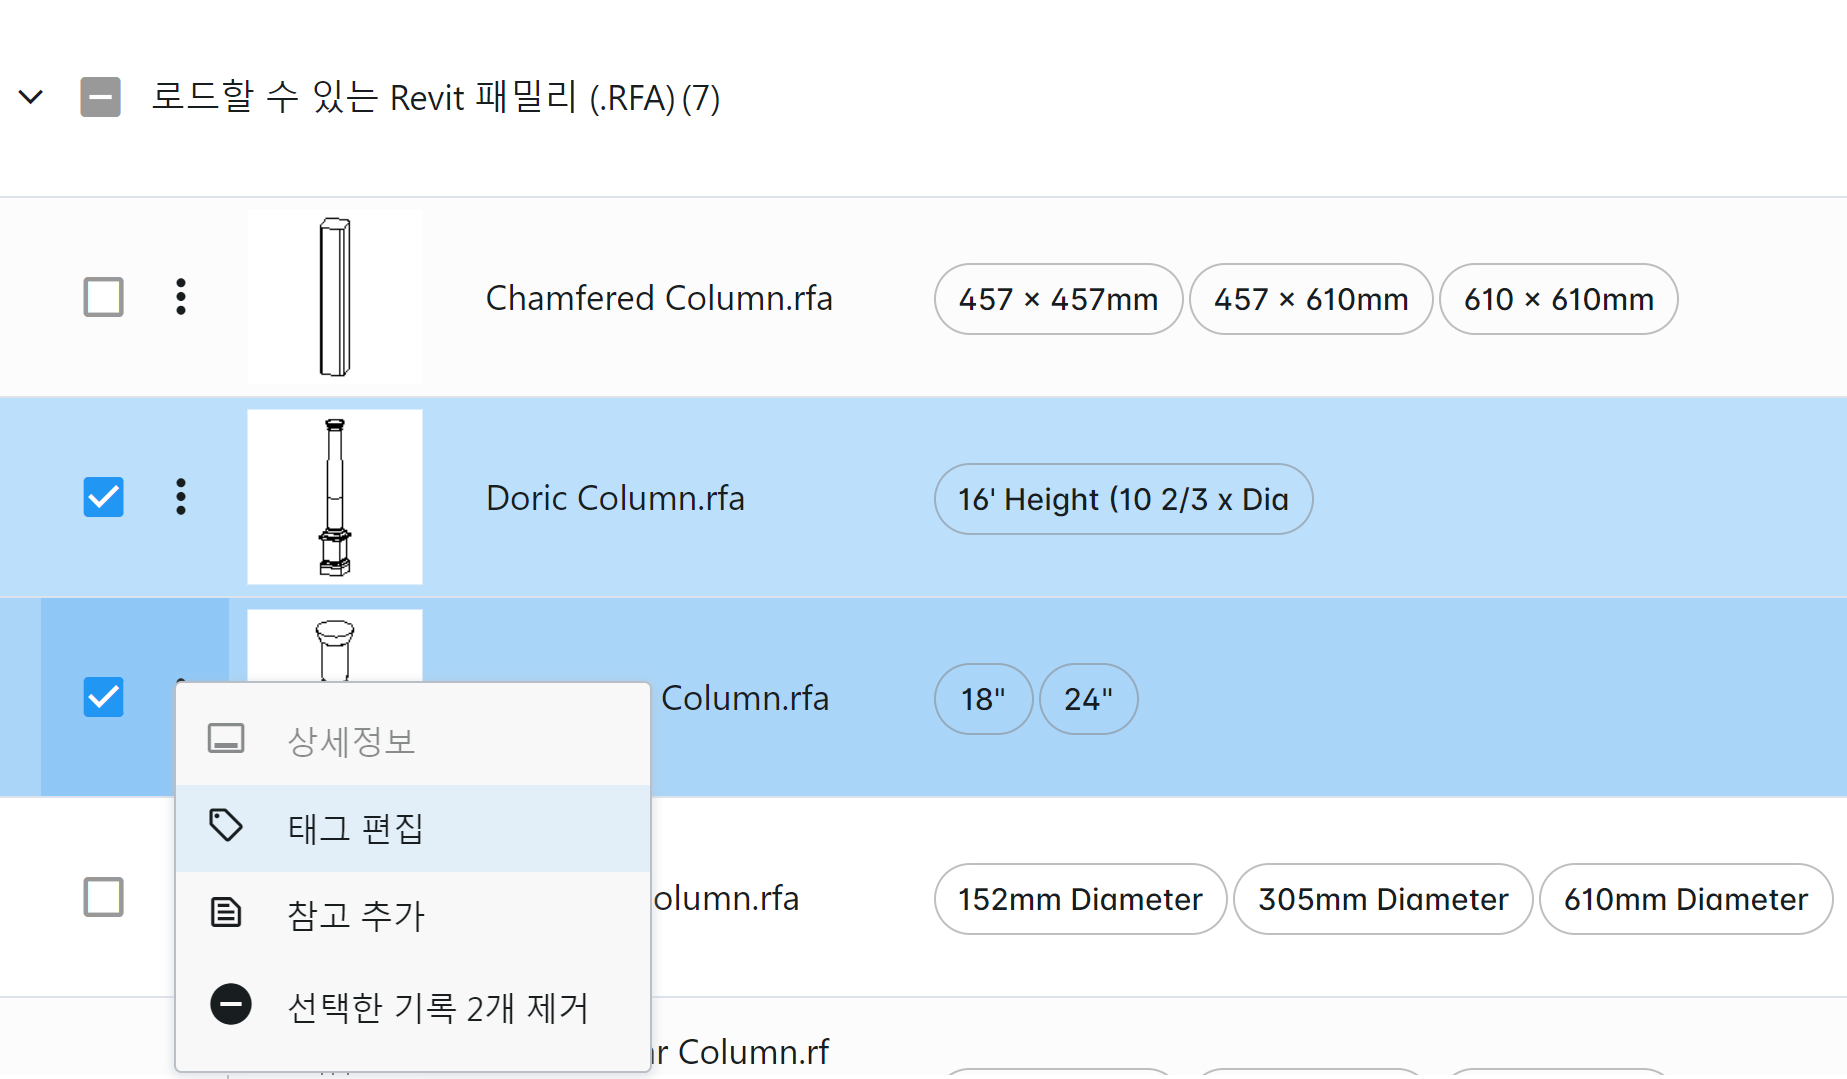 로드할 수 있는 Revit 패밀리 (.RFA) (7)
Chamfered Column.rfa
457 × 457mm
457 × 610mm
610 × 610mm
Doric Column.rfa
16' Height (10 2/3 x Dia
Column.rfa
18"
24"
상세정보
태그 편집
참고 추가
선택한 기록 2개 제거
olumn.rfa
152mm Diameter
305mm Diameter
610mm Diameter
r Column.rf